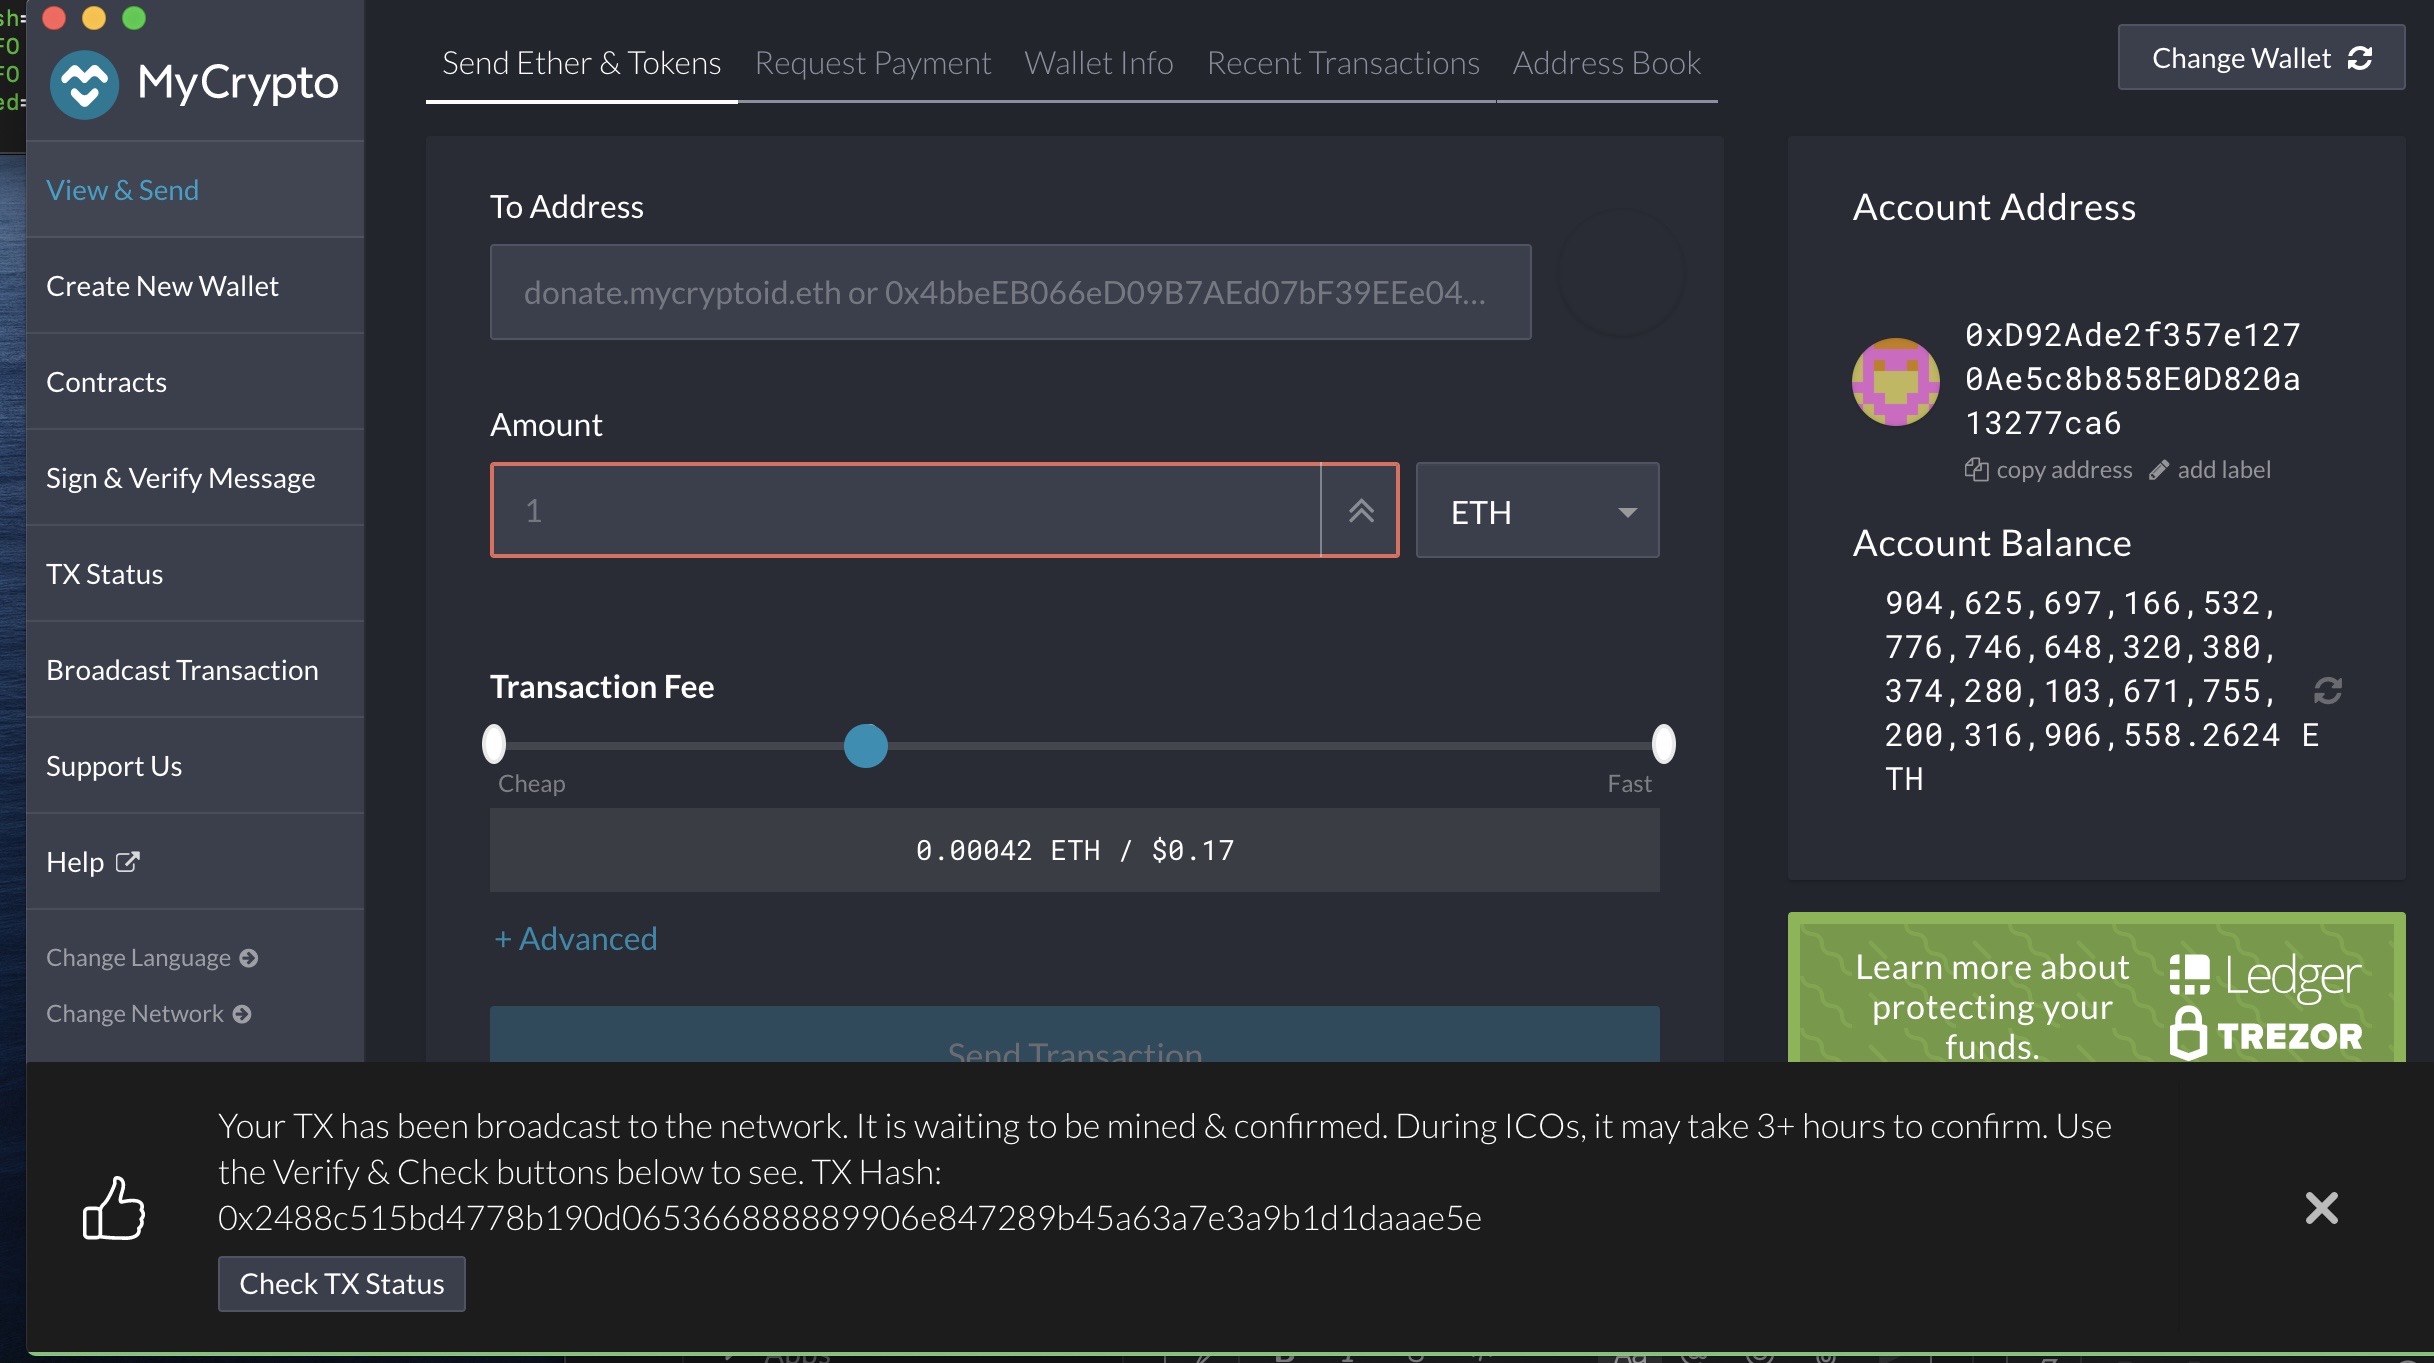 sh=
FO
FO
ed=
MyCrypto
View & Send
Create New Wallet
Contracts
Sign & Verify Message
TX Status
Broadcast Transaction
Support Us
Help
Change Language
Change Network
Send Ether & Tokens
Request Payment
Wallet Info
Recent Transactions
Address Book
Change Wallet
To Address
donate.mycryptoid.eth or 0x4bbeEB066eD09B7AEd07bF39EEe04...
Amount
1
ETH
Transaction Fee
Cheap
Fast
0.00042 ETH / $0.17
+ Advanced
Send Transaction
Account Address
0xD92Ade2f357e127
0Ae5c8b858E0D820a
13277ca6
copy address
add label
Account Balance
904,625,697,166,532,
776,746,648,320,380,
374,280,103,671,755,
200,316,906,558.2624 E
TH
Learn more about
protecting your
funds.
Ledger
TREZOR
Your TX has been broadcast to the network. It is waiting to be mined & confirmed. During ICOs, it may take 3+ hours to confirm. Use
the Verify & Check buttons below to see. TX Hash:
0x2488c515bd4778b190d065366888889906e847289b45a63a7e3a9b1d1daaae5e
Check TX Status